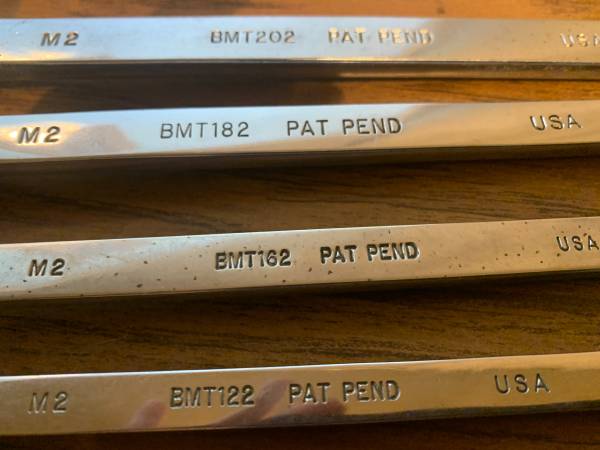 M2 BMT202 PAT PEND USA
M2 BMT182 PAT PEND USA
M2 BMT162 PAT PEND USA
M2 BMT122 PAT PEND USA